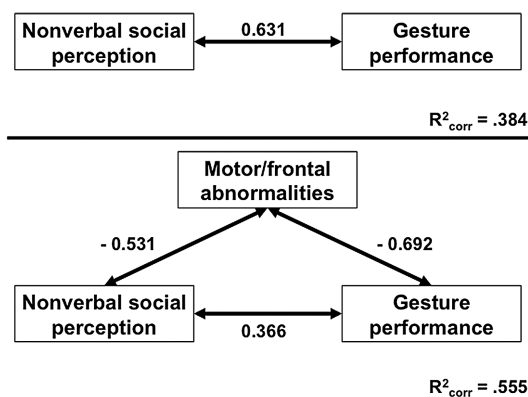 Nonverbal social
perception
0.631
Gesture
performance
R²corr = .384
Motor/frontal
abnormalities
- 0.531
- 0.692
Nonverbal social
perception
0.366
Gesture
performance
R²corr = .555